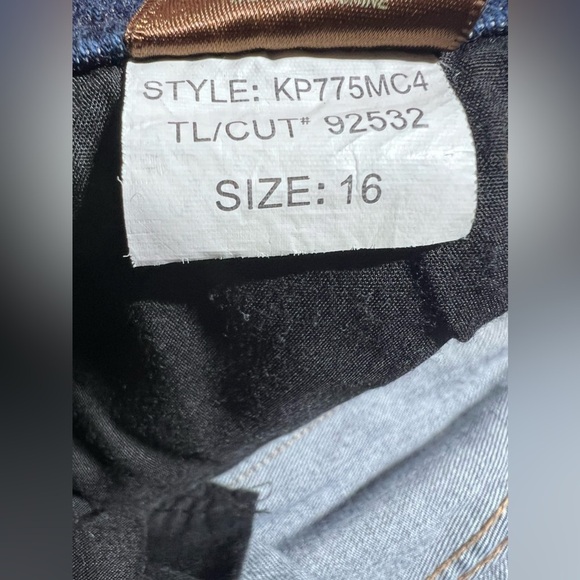 STYLE: KP775MC4
TL/CUT# 92532
SIZE: 16